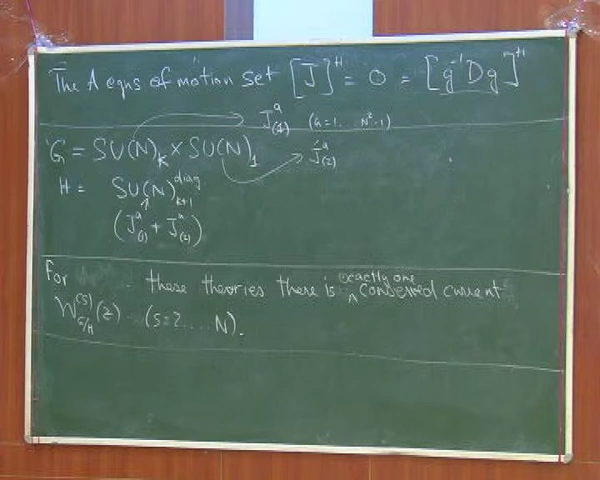 The A eqns of motion set [J]^H = 0 = [g^-1 Dg]^H
J^a_(1) (a=1... N^2-1)
G = SU(N)_k x SU(N)_1 J^a_(2)
H = SU(N)^diag_k+1
(J^a_(1) + J^a_(2))
For these theories there is exactly one conserved current
W^(s)_G/H (z) (s=2....N).